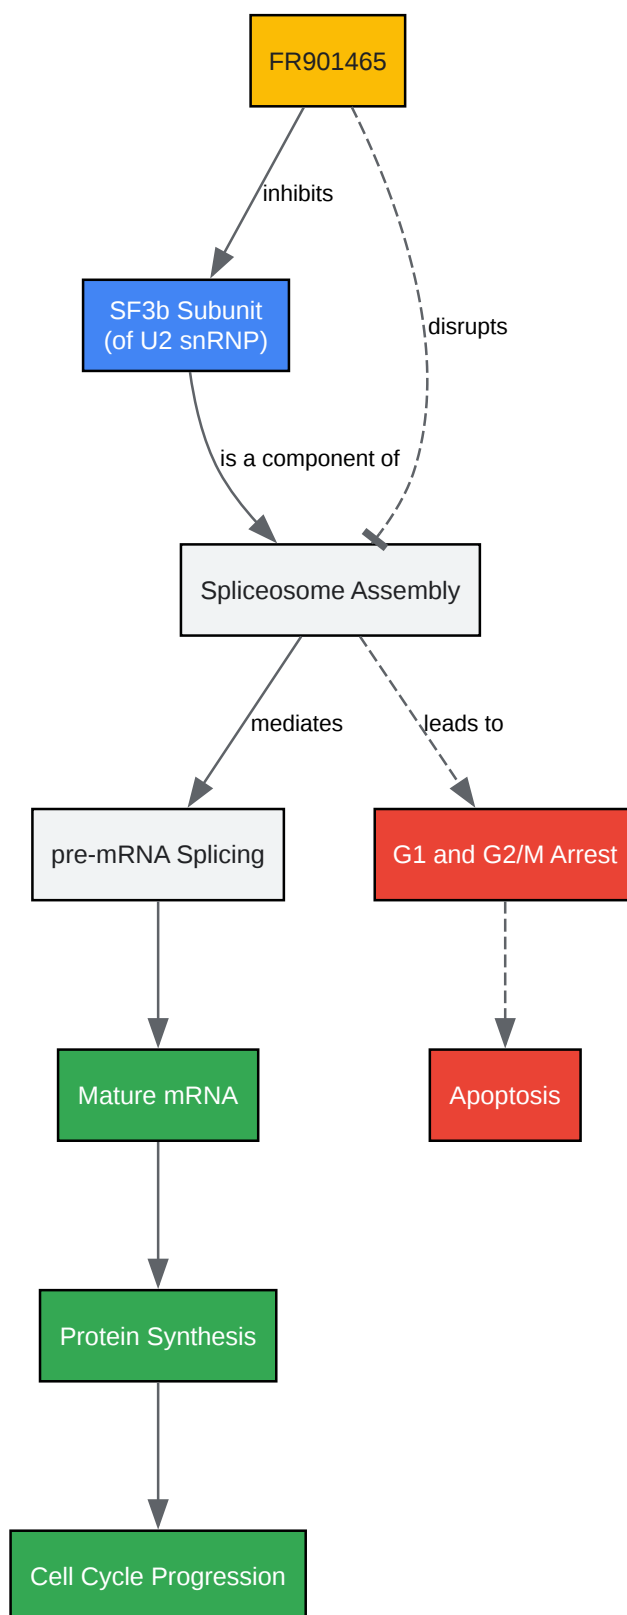 FR901465
inhibits
SF3b Subunit
(of U2 snRNP)
disrupts
is a component of
Spliceosome Assembly
mediates
leads to
pre-mRNA Splicing
G1 and G2/M Arrest
Mature mRNA
Apoptosis
Protein Synthesis
Cell Cycle Progression